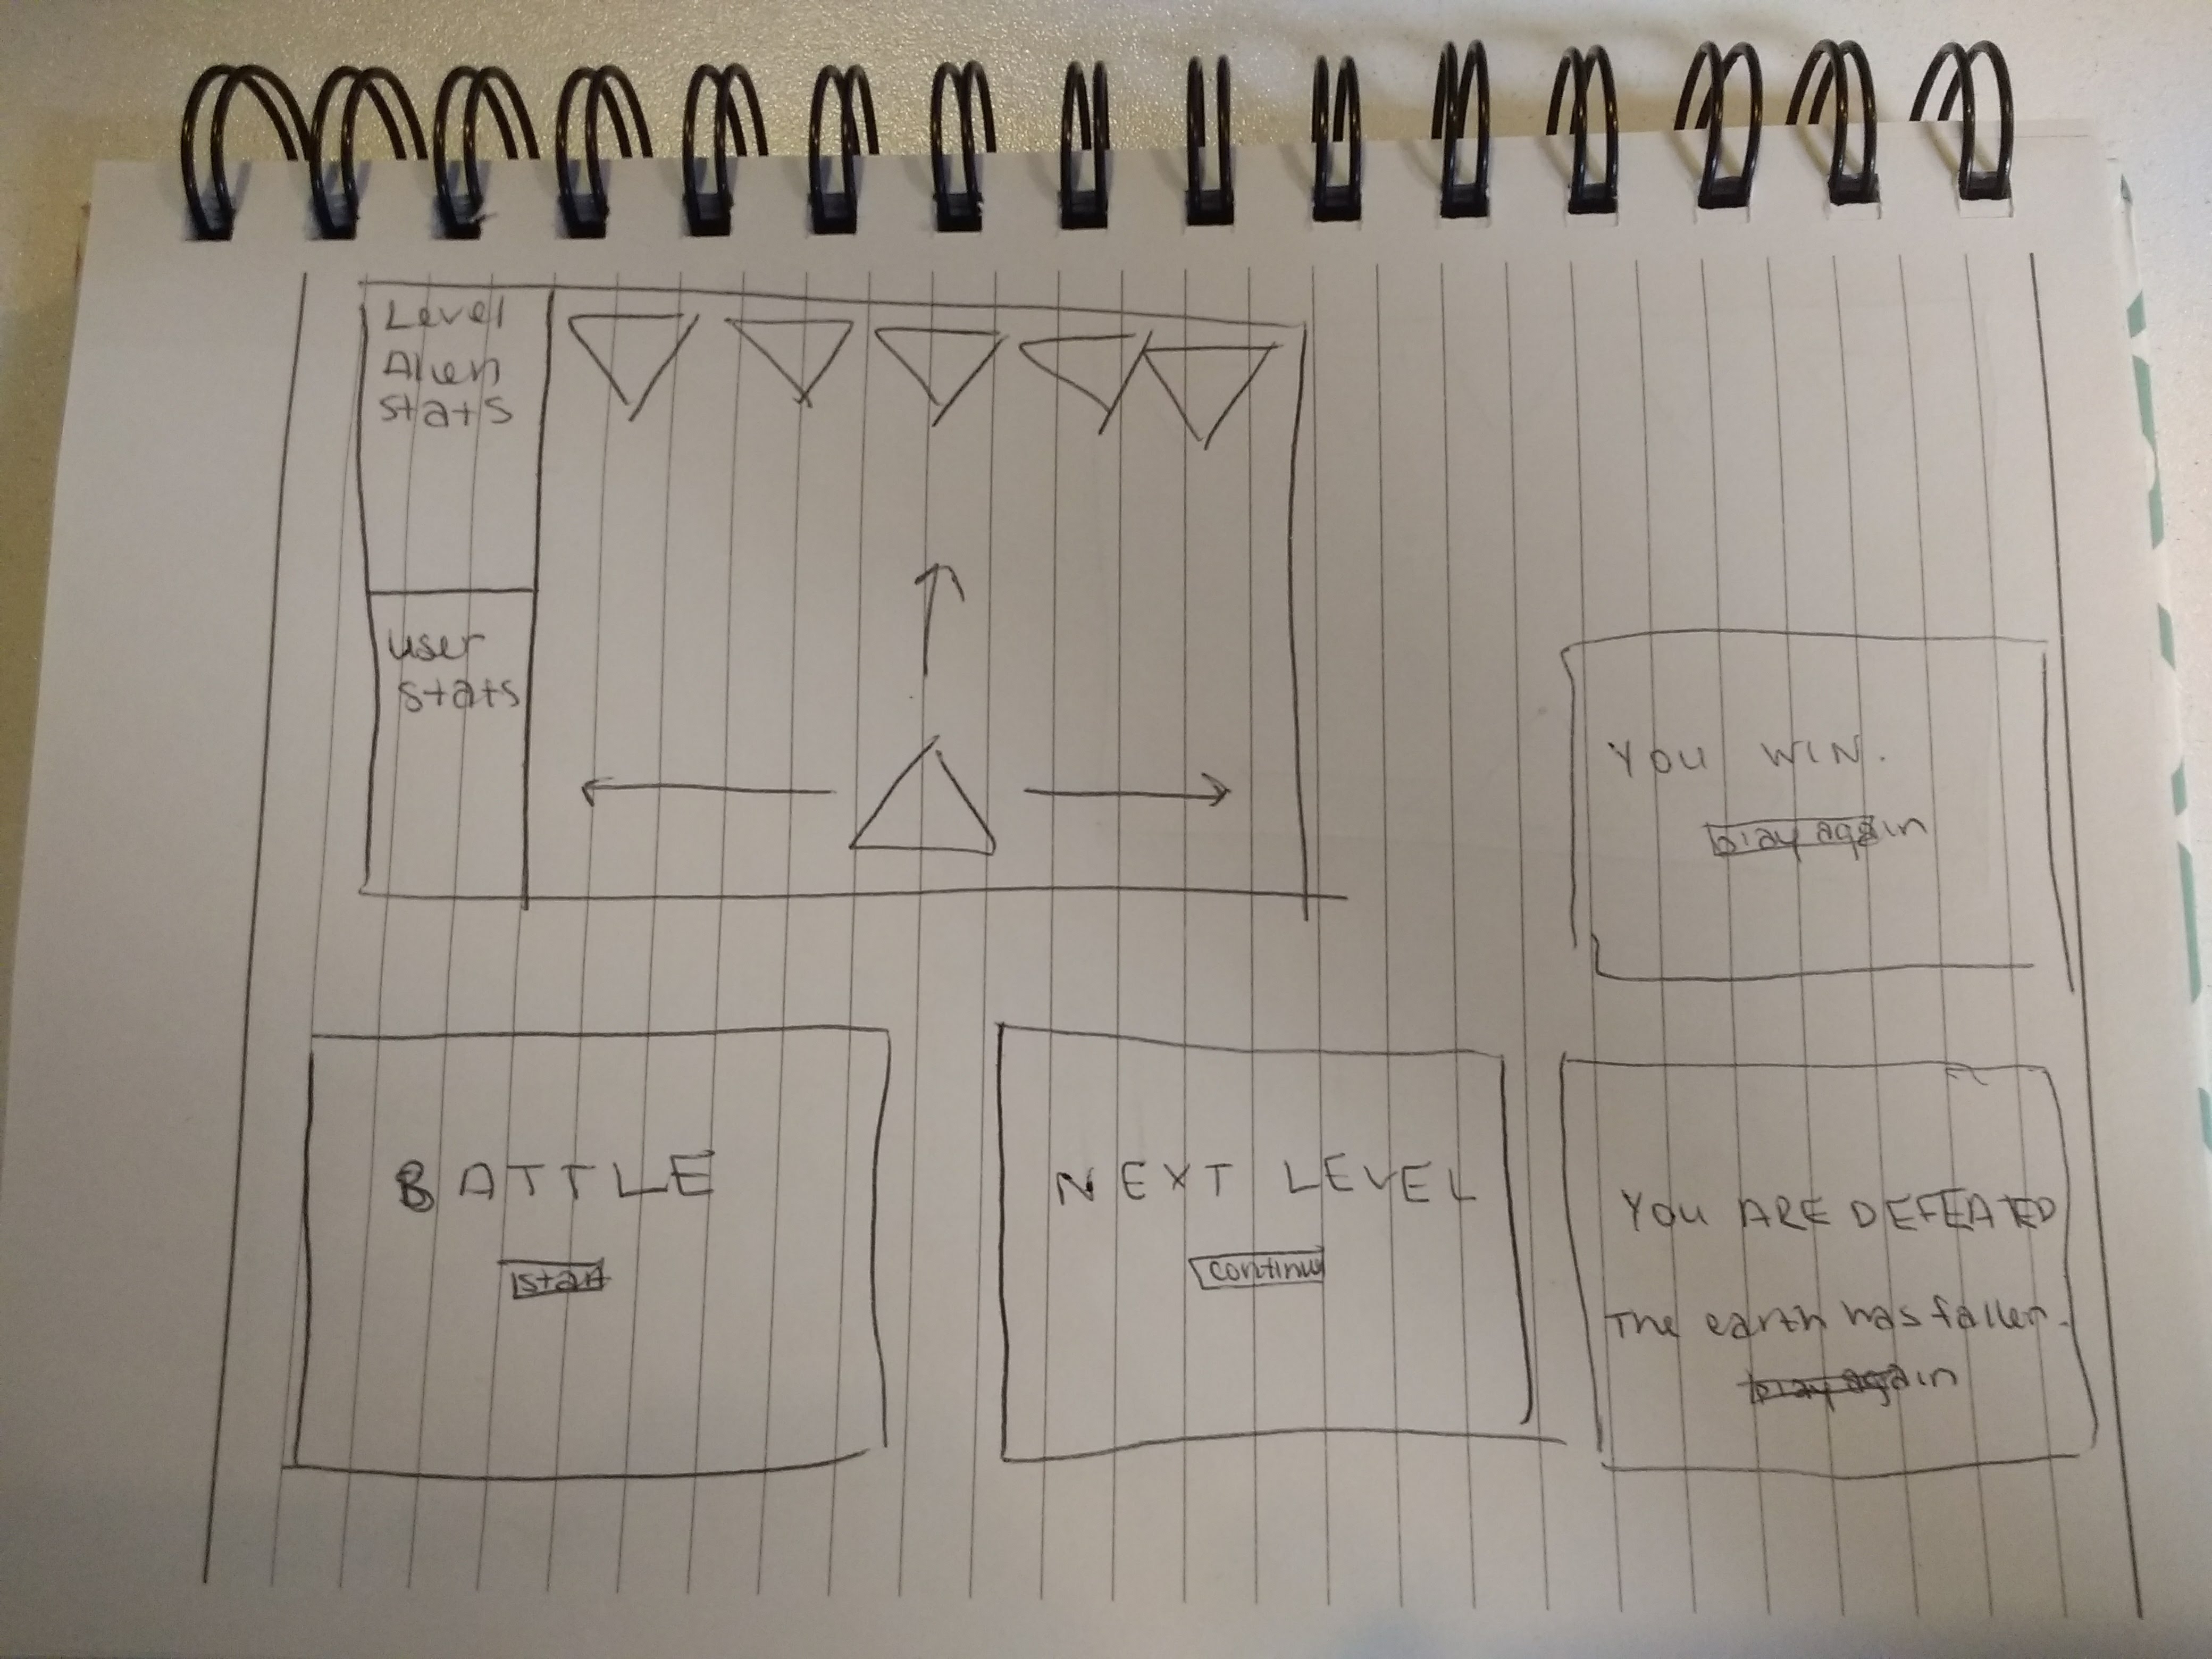 Level
Alien
stats
user
stats
YOU WIN.
play again
BATTLE
start
NEXT LEVEL
continu
YOU ARE DEFEATED
The earth has fallen.
play again